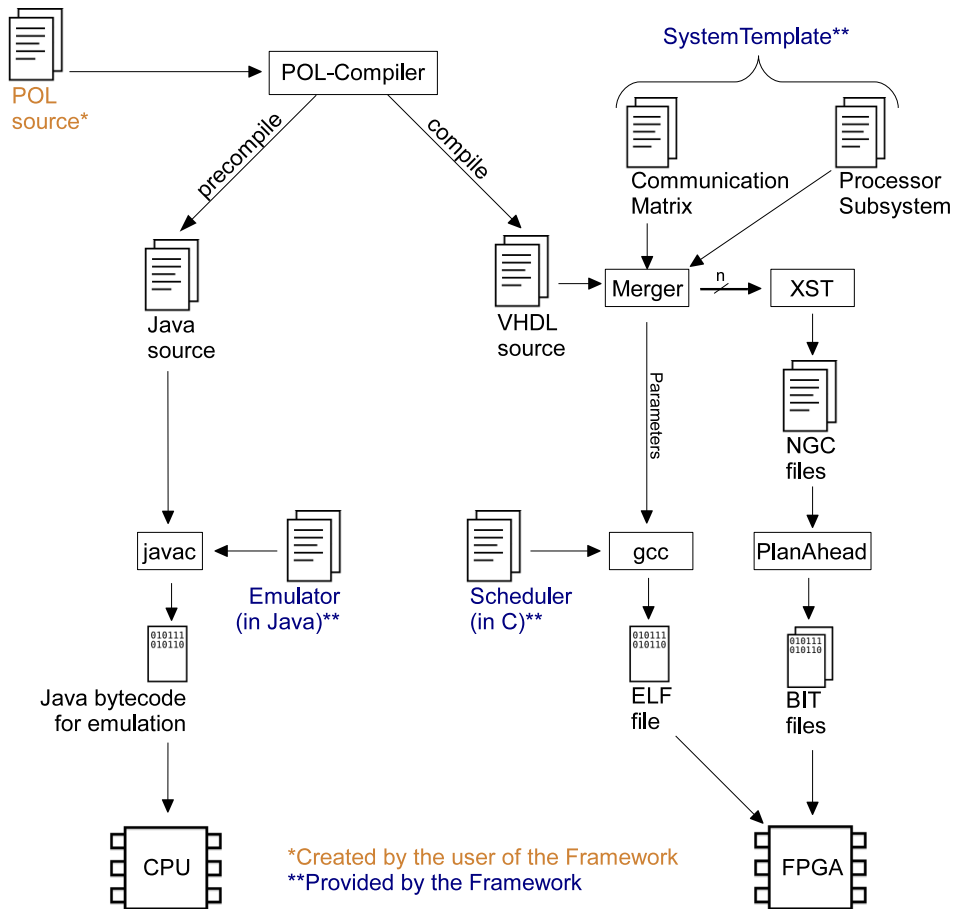 SystemTemplate**
POL-Compiler
POL
source*
precompile
compile
Communication
Matrix
Processor
Subsystem
Java
source
VHDL
source
Merger
n
XST
Parameters
NGC
files
javac
Emulator
(in Java)**
Scheduler
(in C)**
gcc
PlanAhead
010111
010110
Java bytecode
for emulation
010111
010110
ELF
file
010111
010110
BIT
files
CPU
*Created by the user of the Framework
**Provided by the Framework
FPGA